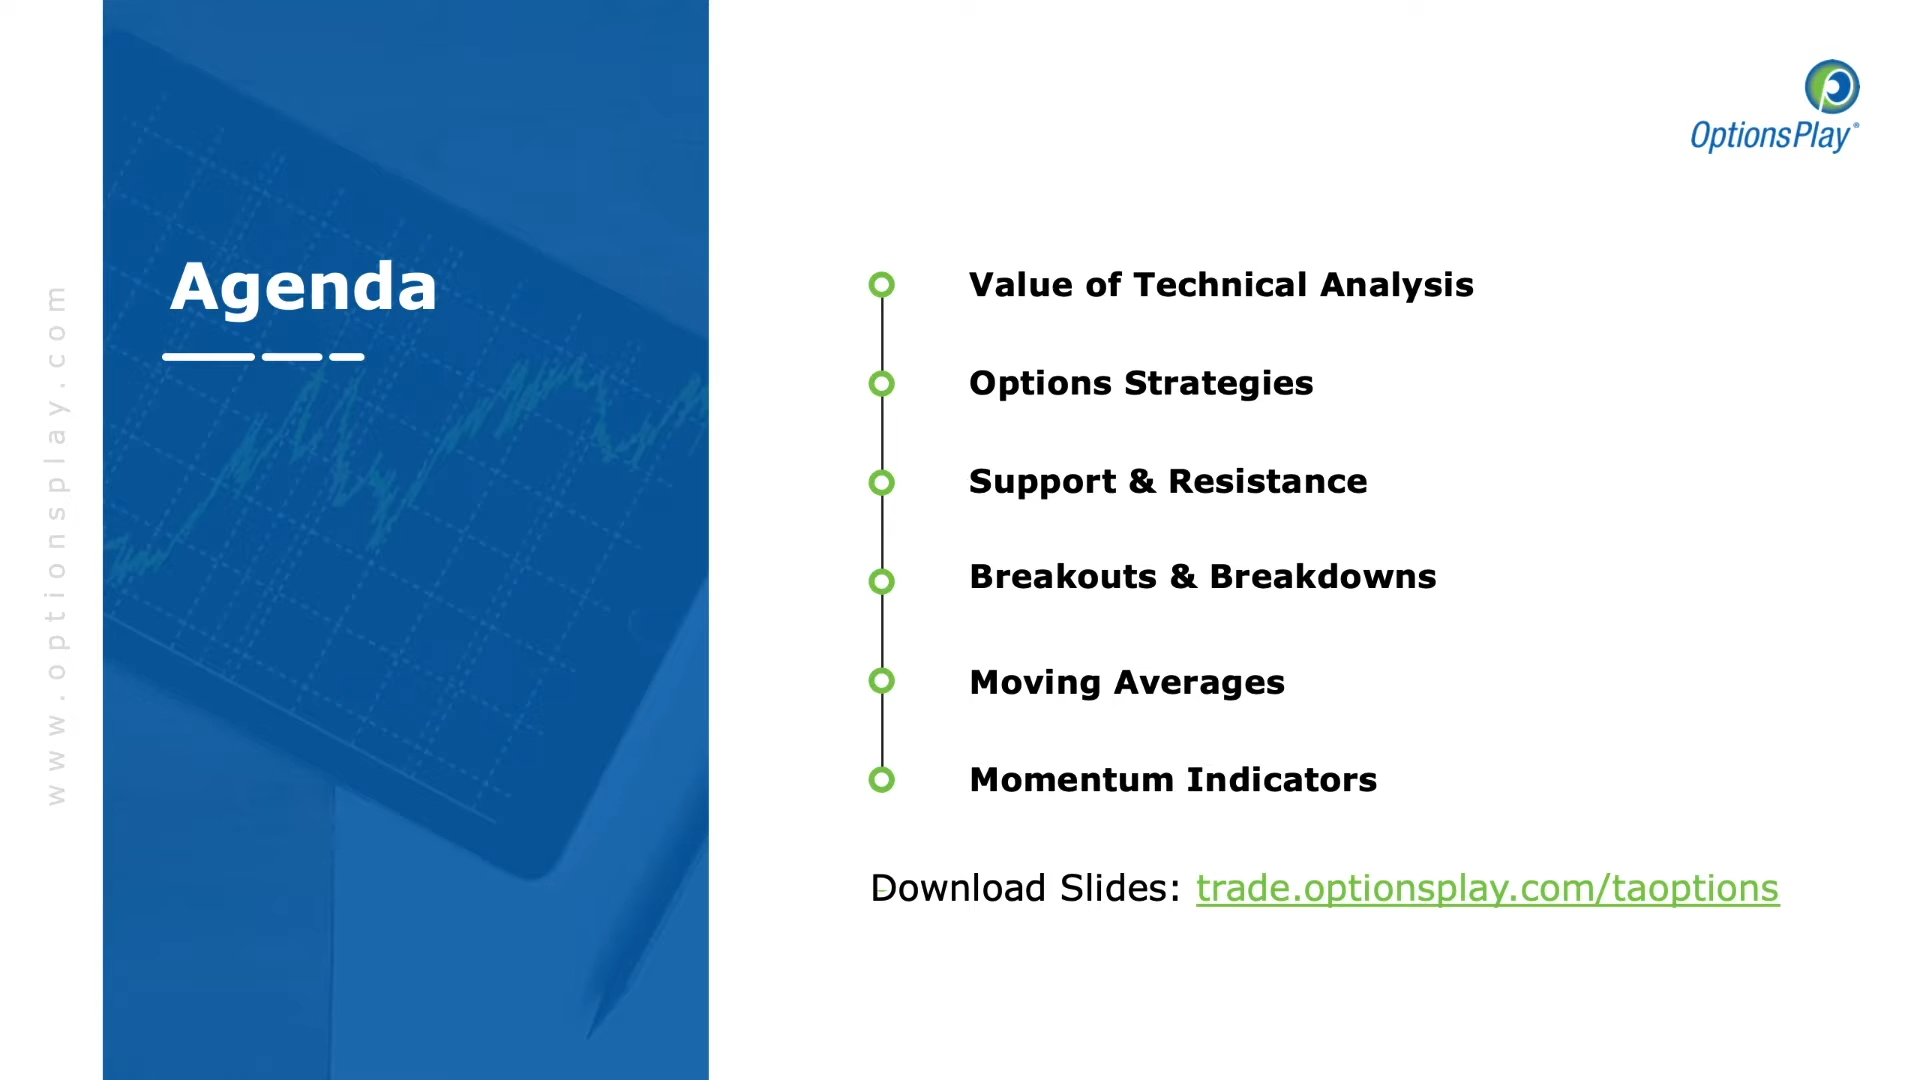 www.optionsplay.com
Agenda
OptionsPlay®
Value of Technical Analysis
Options Strategies
Support & Resistance
Breakouts & Breakdowns
Moving Averages
Momentum Indicators
Download Slides: trade.optionsplay.com/taoptions